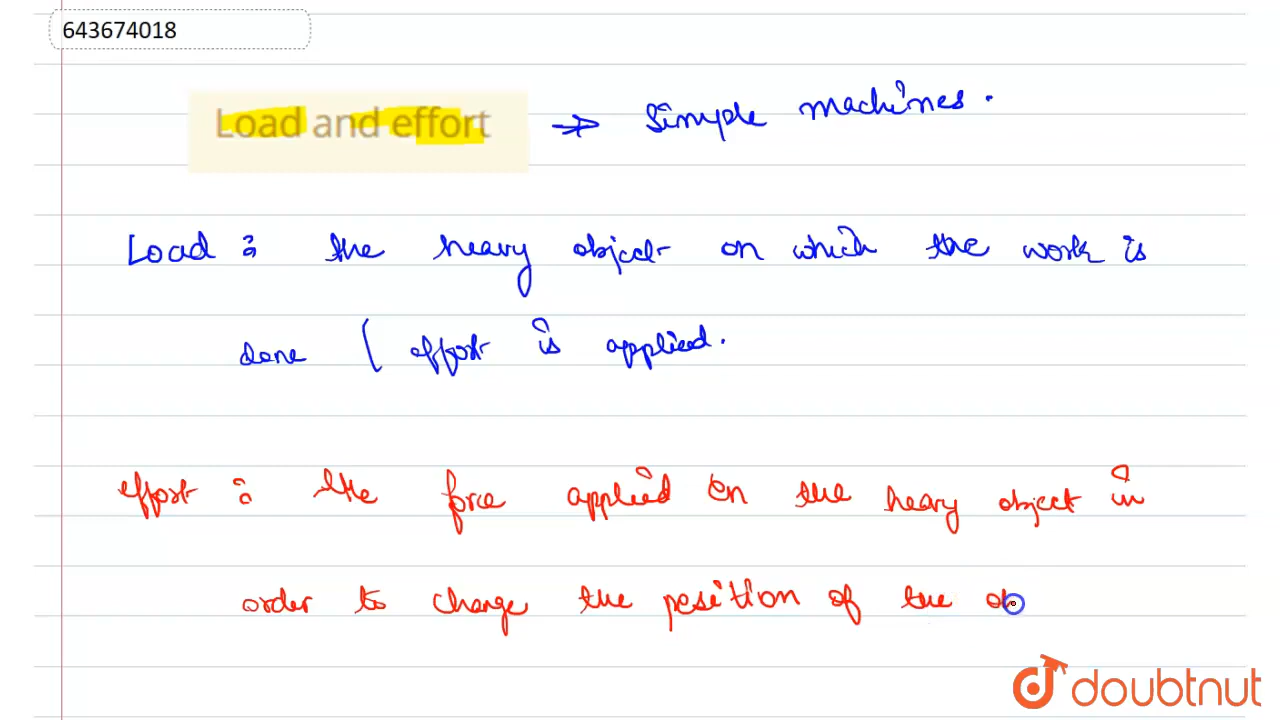 643674018
Load and effort → Simple machines.
Load : the heavy object on which the work is
done ( effort is applied.
effort : the force applied on the heavy object in
order to change the position of the ob
doubtnut